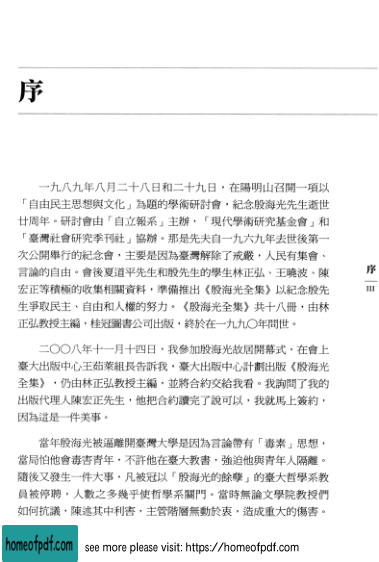 序
一九八九年八月二十八日和二十九日，在陽明山召開一項以
「自由民主思想與文化」為題的學術研討會，紀念殷海光先生逝世
廿周年。研討會由「自立報系」主辦，「現代學術研究基金會」和
「臺灣社會研究季刊社」協辦。那是先夫自一九六九年去世後第一
次公開舉行的紀念會，主要是因為臺灣解除了戒嚴，人民有集會、
言論的自由。會後夏道平先生和殷先生的學生林正弘、王曉波、陳
宏正等積極的收集相關資料，準備推出《殷海光全集》以紀念殷先
生爭取民主、自由和人權的努力。《殷海光全集》共十八冊，由林
正弘教授主編，桂冠圖書公司出版，終於在一九九〇年問世。
二〇〇八年十一月十四日，我參加殷海光故居開幕式，在會上
臺大出版中心王茹萊組長告訴我，臺大出版中心計劃出版《殷海光
全集》，仍由林正弘教授主編，並將合約交給我看。我詢問了我的
出版代理人陳宏正先生，他把合約讀完了說可以，我就馬上簽約，
因為這是一件美事。
當年殷海光被逼離開臺灣大學是因為言論帶有「毒素」思想，
當局怕他會毒害青年，不許他在臺大教書，強迫他與青年人隔離。
隨後又發生一件大事，凡被冠以「殷海光的餘孽」的臺大哲學系教
員被停聘，人數之多幾乎使哲學系關門。當時無論文學院教授們
如何抗議，陳述其中利害，主管階層無動於衷，造成重大的傷害。
序
III
homeofpdf.com
see more please visit: https://homeofpdf.com